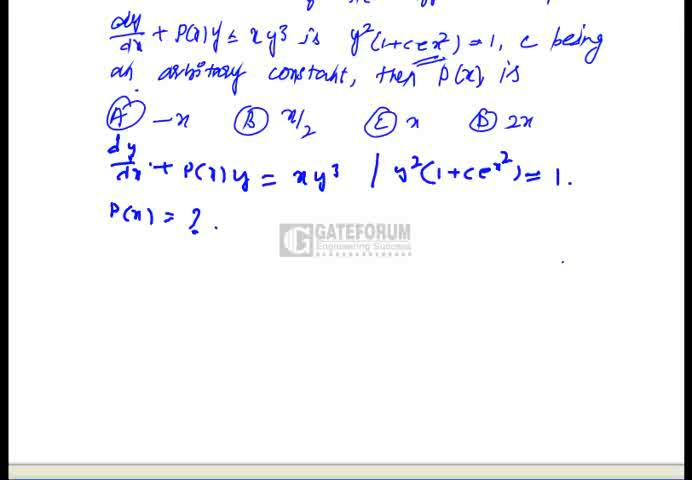 dy/dx + P(x)y = xy³ is y²(1+ce^x²) = 1, c being
an arbitrary constant, then P(x) is
(A) -x (B) x/2 (C) x (D) 2x
dy/dx + P(x)y = xy³ / y²(1+ce^x²) = 1.
P(x) = ?.
GATEFORUM
Engineering Success